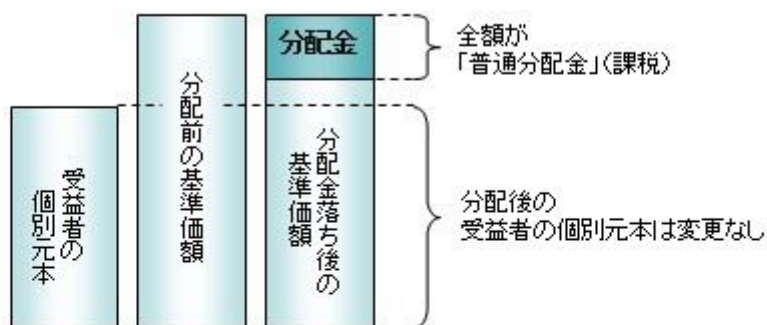 受益者の
個別元本
分配前の基準価額
分配金
分配金落ち後の
基準価額
全額が
「普通分配金」(課税)
分配後の
受益者の個別元本は変更なし